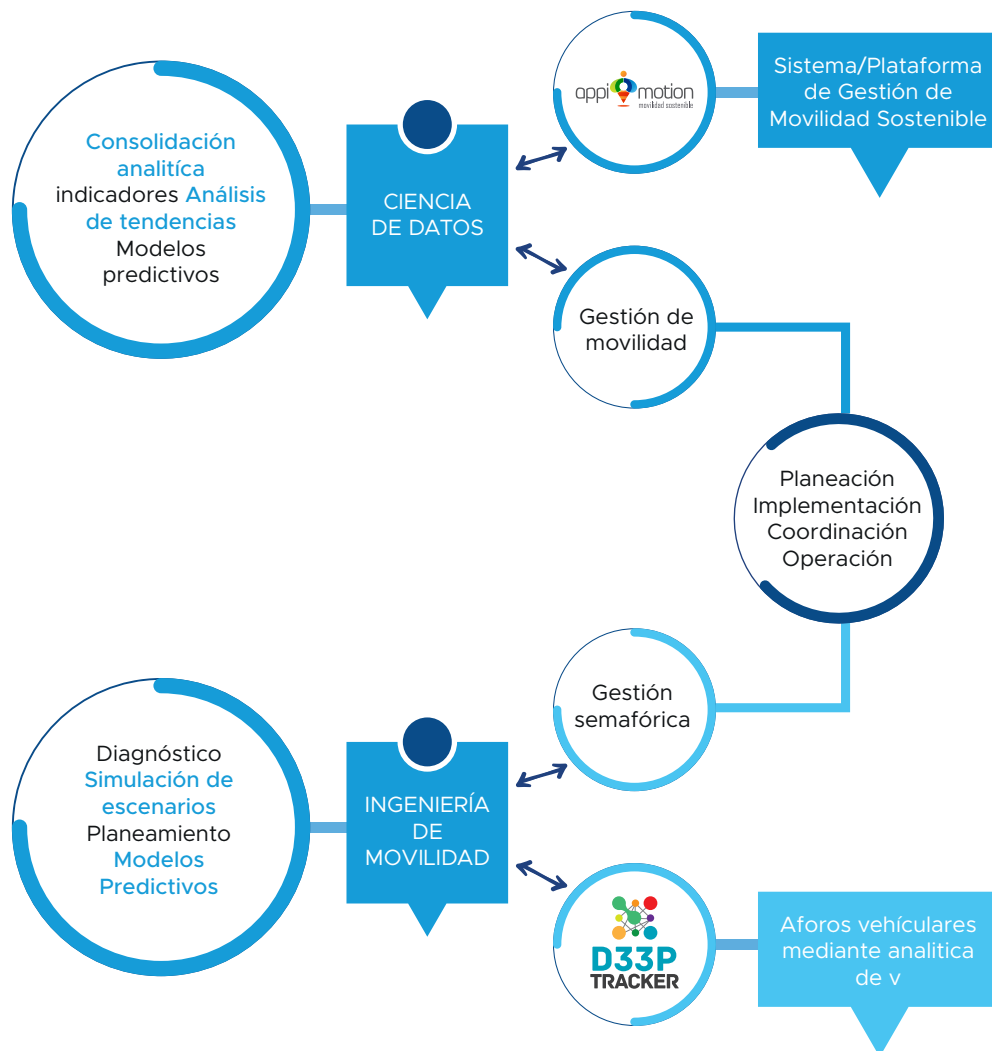 Consolidación
analitíca
indicadores Análisis
de tendencias
Modelos
predictivos
CIENCIA
DE DATOS
appi motion
movilidad sostenible
Sistema/Plataforma
de Gestión de
Movilidad Sostenible
Gestión de
movilidad
Planeación
Implementación
Coordinación
Operación
Gestión
semafórica
Diagnóstico
Simulación de
escenarios
Planeamiento
Modelos
Predictivos
INGENIERÍA
DE
MOVILIDAD
D33P
TRACKER
Aforos vehículares
mediante analitica
de v